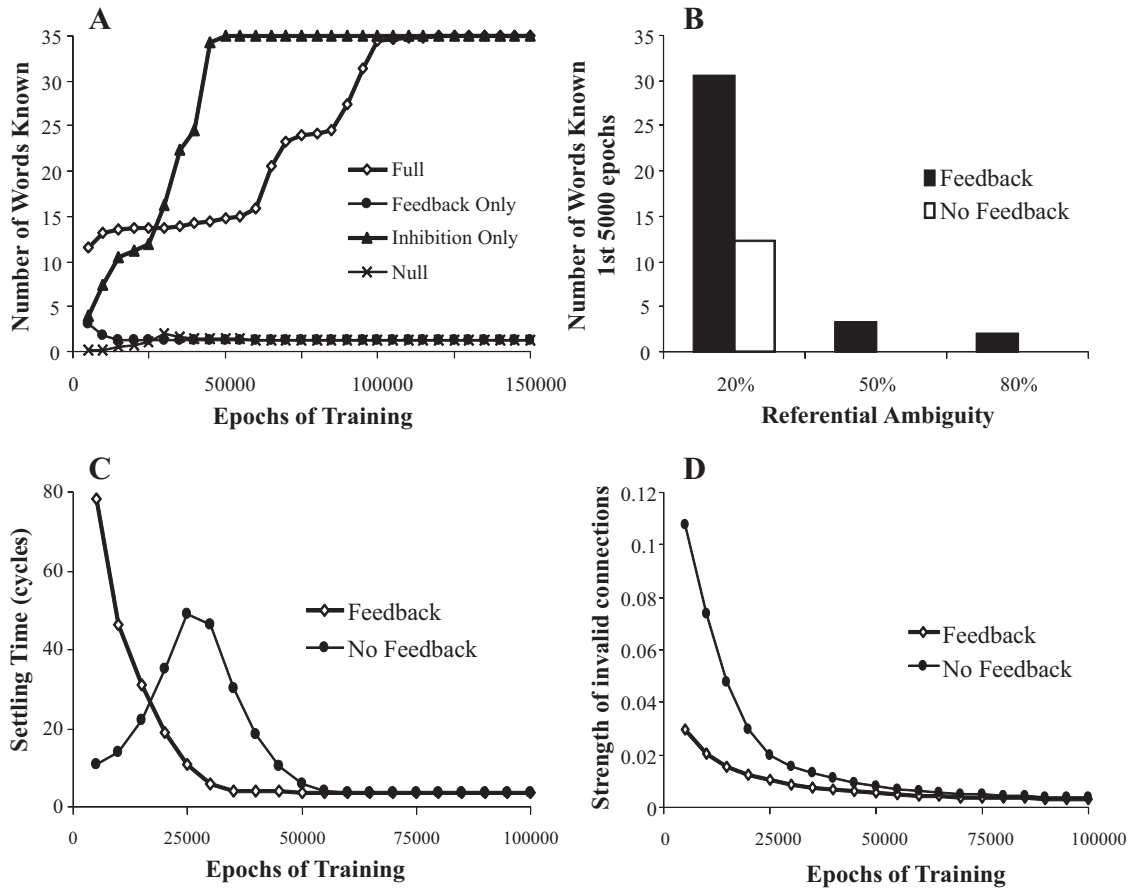 A
Number of Words Known
35
30
25
20
15
10
5
0
Full
Feedback Only
Inhibition Only
Null
0
50000
100000
150000
Epochs of Training
B
Number of Words Known
1st 5000 epochs
35
30
25
20
15
10
5
0
Feedback
No Feedback
20%
50%
80%
Referential Ambiguity
C
Settling Time (cycles)
80
60
40
20
0
Feedback
No Feedback
0
25000
50000
75000
100000
Epochs of Training
D
Strength of invalid connections
0.12
0.1
0.08
0.06
0.04
0.02
0
Feedback
No Feedback
0
25000
50000
75000
100000
Epochs of Training